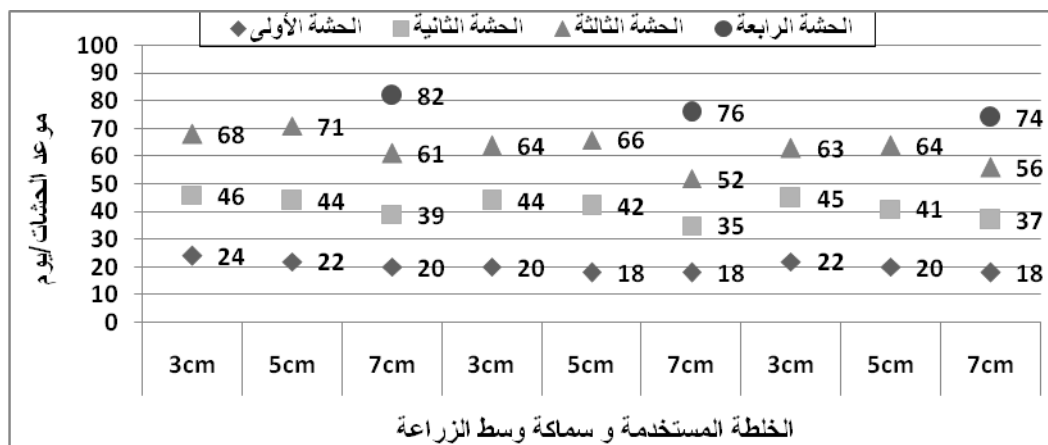 الحشة الأولى الحشة الثانية الحشة الثالثة الحشة الرابعة
موعد الحشات/يوم
100
90
80
70
60
50
40
30
20
10
0
82 76 74
68 71 61 64 66 52 63 64 56
46 44 39 44 42 35 45 41 37
24 22 20 20 18 18 22 20 18
3cm 5cm 7cm 3cm 5cm 7cm 3cm 5cm 7cm
الخلطة المستخدمة و سماكة وسط الزراعة